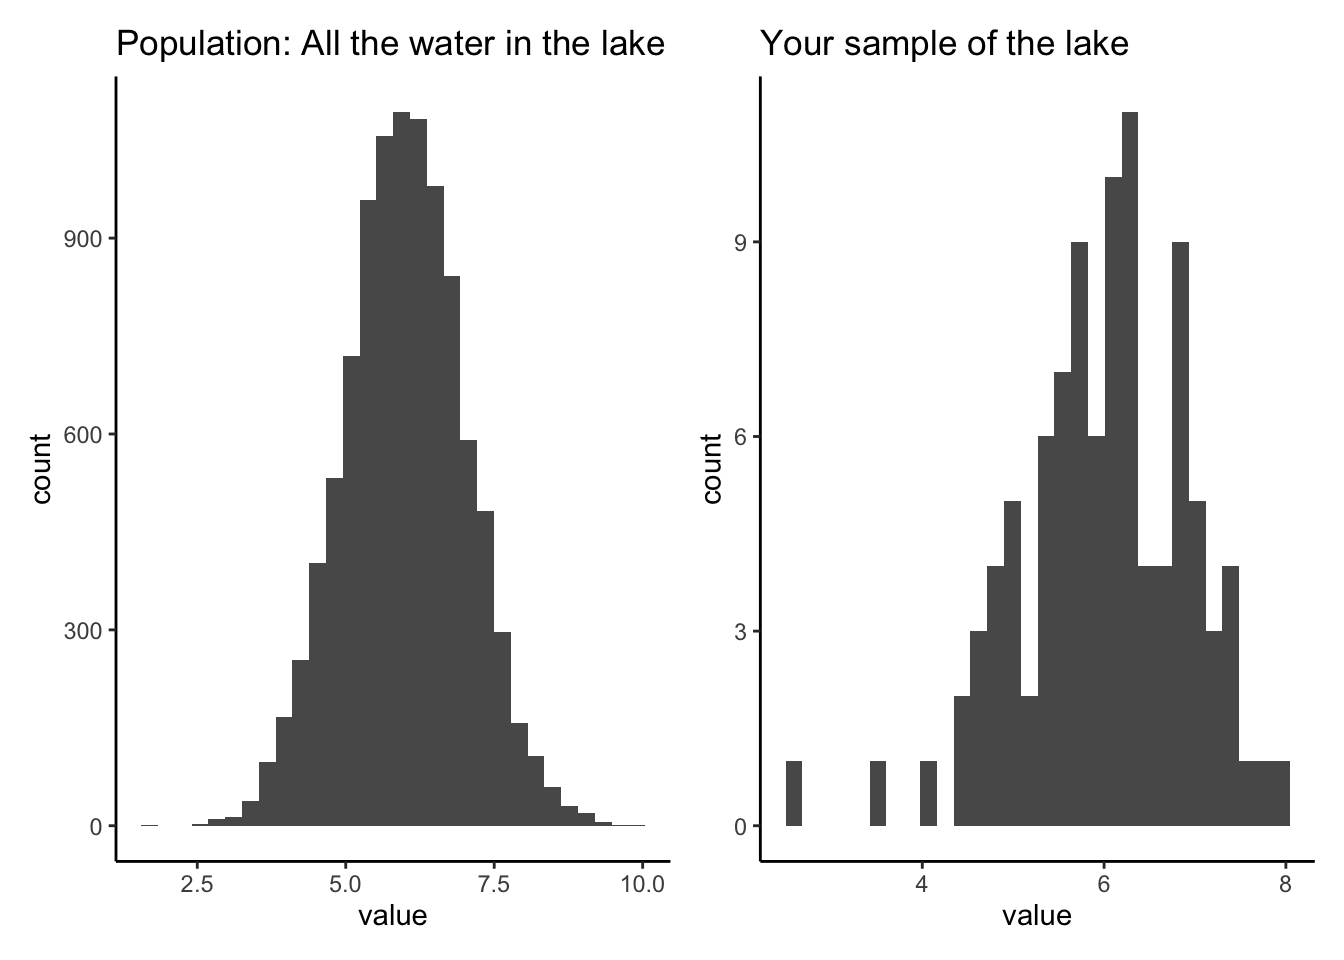 Population: All the water in the lake
count
900
600
300
0
2.5 5.0 7.5 10.0
value
Your sample of the lake
count
9
6
3
0
4 6 8
value